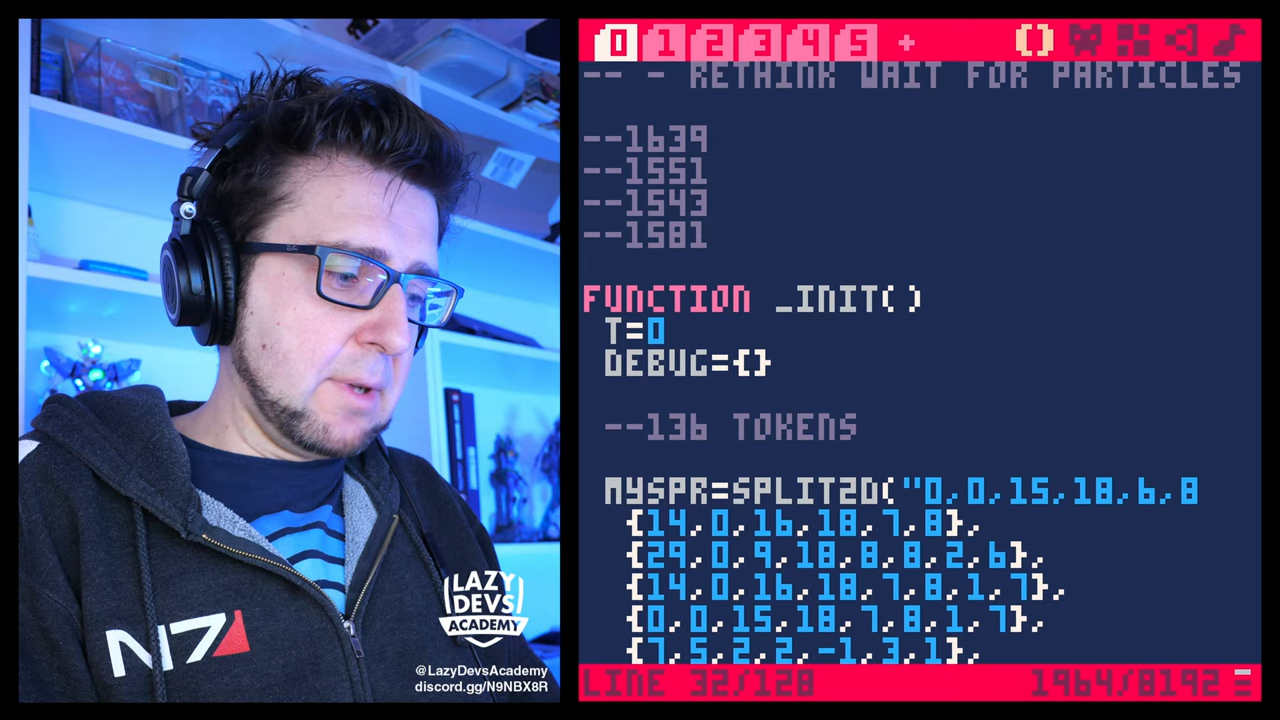 0 1 2 3 4 5 + ()
-- - RETHINK WAIT FOR PARTICLES
--1639
--1551
--1543
--1581
FUNCTION _INIT()
T=0
DEBUG={}
--136 TOKENS
MYSPR=SPLIT2D("0,0,15,18,6,8
{14,0,16,18,7,8},
{29,0,9,18,8,8,2,6},
{14,0,16,18,7,8,1,7},
{0,0,15,18,7,8,1,7},
{7,5,2,2,-1,3,1},
LINE 32/128 1964/8192
N7
LAZY
DEVS
ACADEMY
@LazyDevsAcademy
discord.gg/N9NBX8R